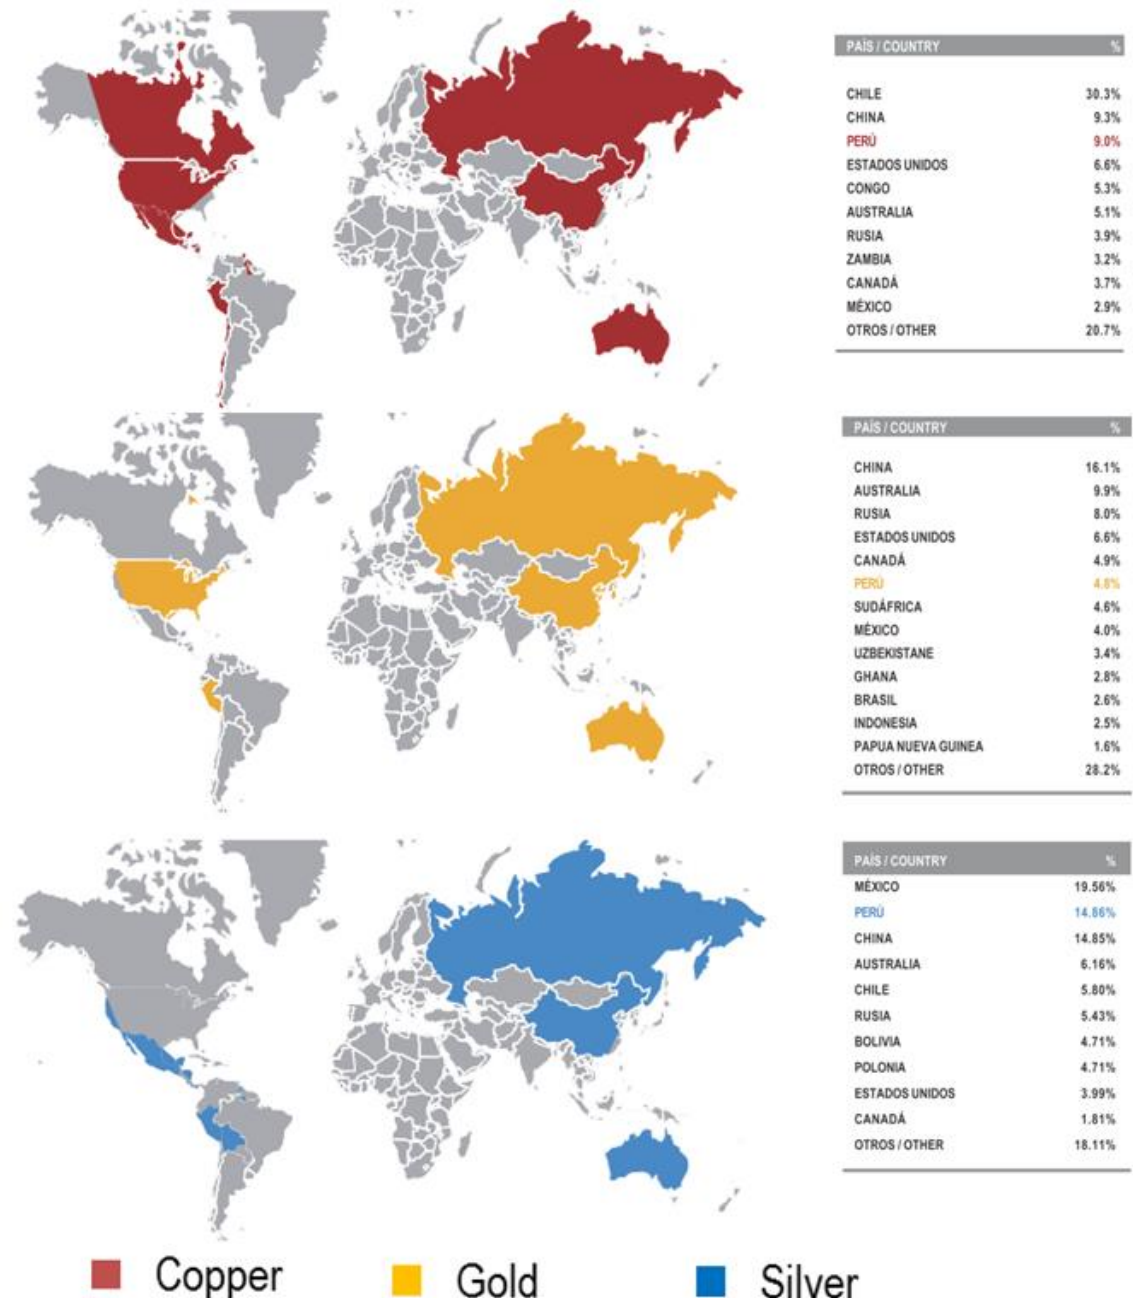 PAÍS / COUNTRY %
CHILE 30.3%
CHINA 9.3%
PERÚ 9.0%
ESTADOS UNIDOS 6.6%
CONGO 5.3%
AUSTRALIA 5.1%
RUSIA 3.9%
ZAMBIA 3.2%
CANADÁ 3.7%
MÉXICO 2.9%
OTROS / OTHER 20.7%
PAÍS / COUNTRY %
CHINA 16.1%
AUSTRALIA 9.9%
RUSIA 8.0%
ESTADOS UNIDOS 6.6%
CANADÁ 4.9%
PERÚ 4.8%
SUDÁFRICA 4.6%
MÉXICO 4.0%
UZBEKISTANE 3.4%
GHANA 2.8%
BRASIL 2.6%
INDONESIA 2.5%
PAPUA NUEVA GUINEA 1.6%
OTROS / OTHER 28.2%
PAÍS / COUNTRY %
MÉXICO 19.56%
PERÚ 14.86%
CHINA 14.85%
AUSTRALIA 6.16%
CHILE 5.80%
RUSIA 5.43%
BOLIVIA 4.71%
POLONIA 4.71%
ESTADOS UNIDOS 3.99%
CANADÁ 1.81%
OTROS / OTHER 18.11%
Copper Gold Silver